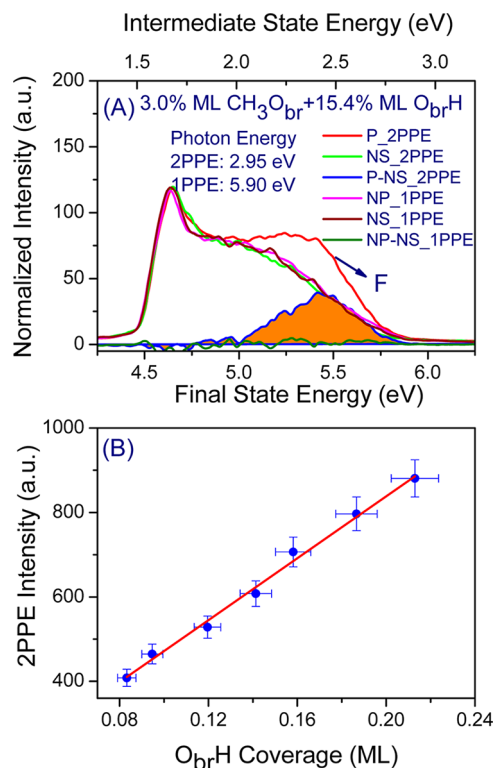 Intermediate State Energy (eV)
1.5 2.0 2.5 3.0
200
150
100
50
0
Normalized Intensity (a.u.)
(A) 3.0% ML CH3Obr+15.4% ML ObrH
Photon Energy
2PPE: 2.95 eV
1PPE: 5.90 eV
P_2PPE
NS_2PPE
P-NS_2PPE
NP_1PPE
NS_1PPE
NP-NS_1PPE
F
4.5 5.0 5.5 6.0
Final State Energy (eV)
(B)
1000
800
600
400
2PPE Intensity (a.u.)
0.08 0.12 0.16 0.20 0.24
ObrH Coverage (ML)